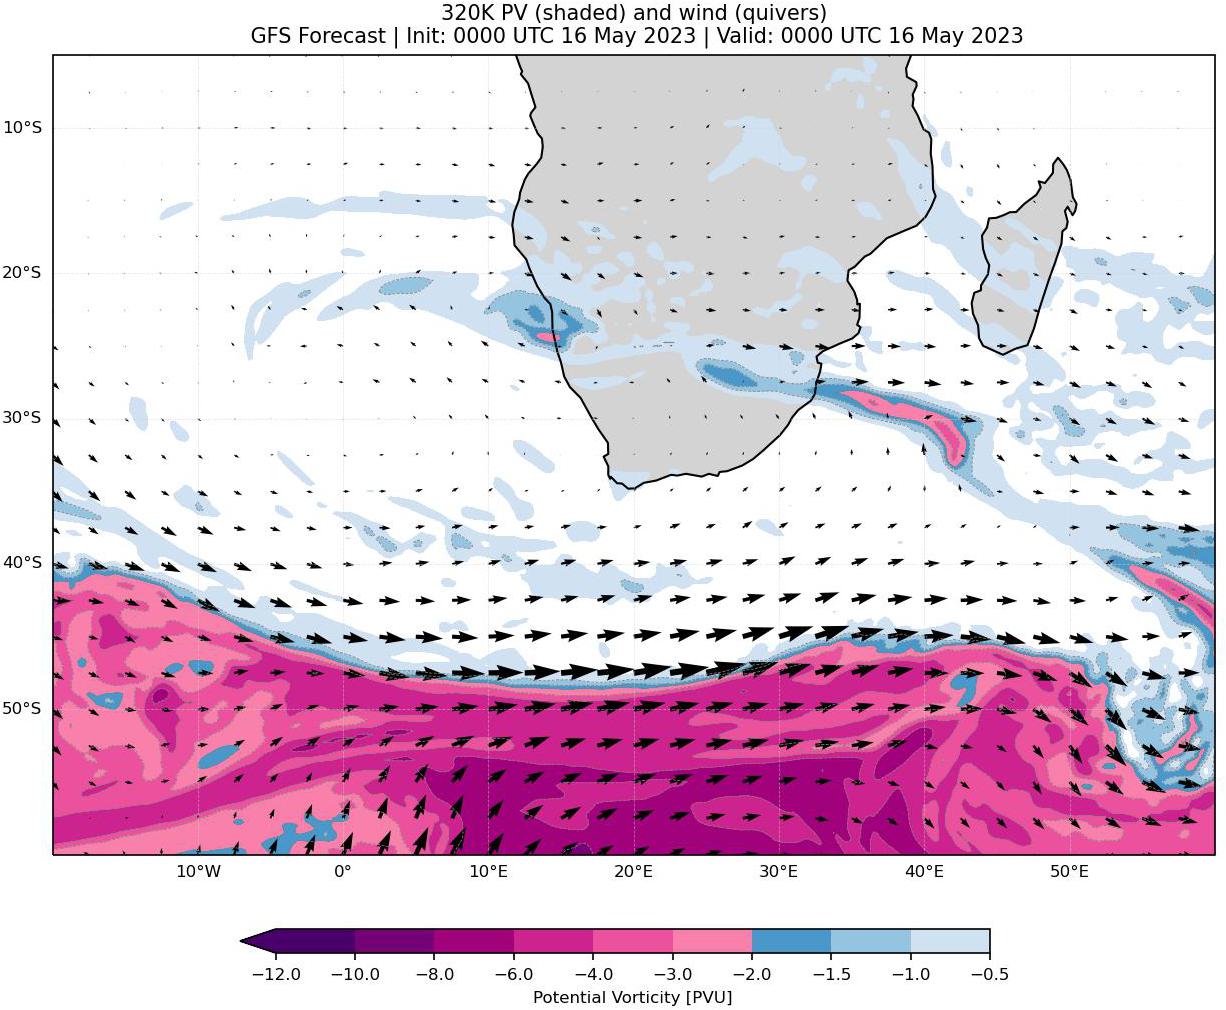 320K PV (shaded) and wind (quivers)
GFS Forecast | Init: 0000 UTC 16 May 2023 | Valid: 0000 UTC 16 May 2023
10°S
20°S
30°S
40°S
50°S
10°W 0° 10°E 20°E 30°E 40°E 50°E
−12.0 −10.0 −8.0 −6.0 −4.0 −3.0 −2.0 −1.5 −1.0 −0.5
Potential Vorticity [PVU]